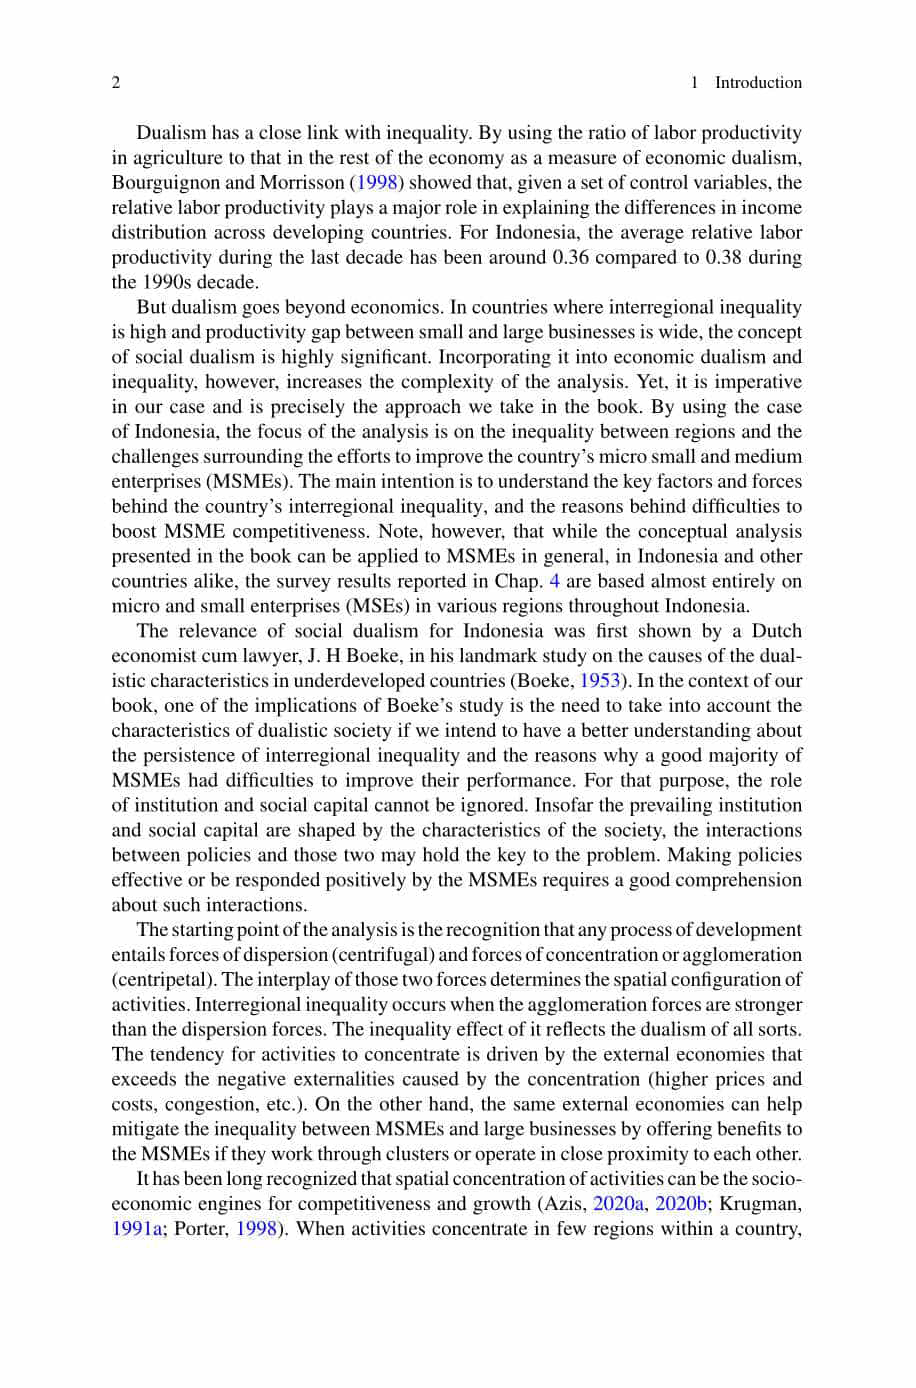 2
1 Introduction
Dualism has a close link with inequality. By using the ratio of labor productivity
in agriculture to that in the rest of the economy as a measure of economic dualism,
Bourguignon and Morrisson (1998) showed that, given a set of control variables, the
relative labor productivity plays a major role in explaining the differences in income
distribution across developing countries. For Indonesia, the average relative labor
productivity during the last decade has been around 0.36 compared to 0.38 during
the 1990s decade.
But dualism goes beyond economics. In countries where interregional inequality
is high and productivity gap between small and large businesses is wide, the concept
of social dualism is highly significant. Incorporating it into economic dualism and
inequality, however, increases the complexity of the analysis. Yet, it is imperative
in our case and is precisely the approach we take in the book. By using the case
of Indonesia, the focus of the analysis is on the inequality between regions and the
challenges surrounding the efforts to improve the country's micro small and medium
enterprises (MSMEs). The main intention is to understand the key factors and forces
behind the country's interregional inequality, and the reasons behind difficulties to
boost MSME competitiveness. Note, however, that while the conceptual analysis
presented in the book can be applied to MSMEs in general, in Indonesia and other
countries alike, the survey results reported in Chap. 4 are based almost entirely on
micro and small enterprises (MSEs) in various regions throughout Indonesia.
The relevance of social dualism for Indonesia was first shown by a Dutch
economist cum lawyer, J. H Boeke, in his landmark study on the causes of the dual-
istic characteristics in underdeveloped countries (Boeke, 1953). In the context of our
book, one of the implications of Boeke's study is the need to take into account the
characteristics of dualistic society if we intend to have a better understanding about
the persistence of interregional inequality and the reasons why a good majority of
MSMEs had difficulties to improve their performance. For that purpose, the role
of institution and social capital cannot be ignored. Insofar the prevailing institution
and social capital are shaped by the characteristics of the society, the interactions
between policies and those two may hold the key to the problem. Making policies
effective or be responded positively by the MSMEs requires a good comprehension
about such interactions.
The starting point of the analysis is the recognition that any process of development
entails forces of dispersion (centrifugal) and forces of concentration or agglomeration
(centripetal). The interplay of those two forces determines the spatial configuration of
activities. Interregional inequality occurs when the agglomeration forces are stronger
than the dispersion forces. The inequality effect of it reflects the dualism of all sorts.
The tendency for activities to concentrate is driven by the external economies that
exceeds the negative externalities caused by the concentration (higher prices and
costs, congestion, etc.). On the other hand, the same external economies can help
mitigate the inequality between MSMEs and large businesses by offering benefits to
the MSMEs if they work through clusters or operate in close proximity to each other.
It has been long recognized that spatial concentration of activities can be the socio-
economic engines for competitiveness and growth (Azis, 2020a, 2020b; Krugman,
1991a; Porter, 1998). When activities concentrate in few regions within a country,